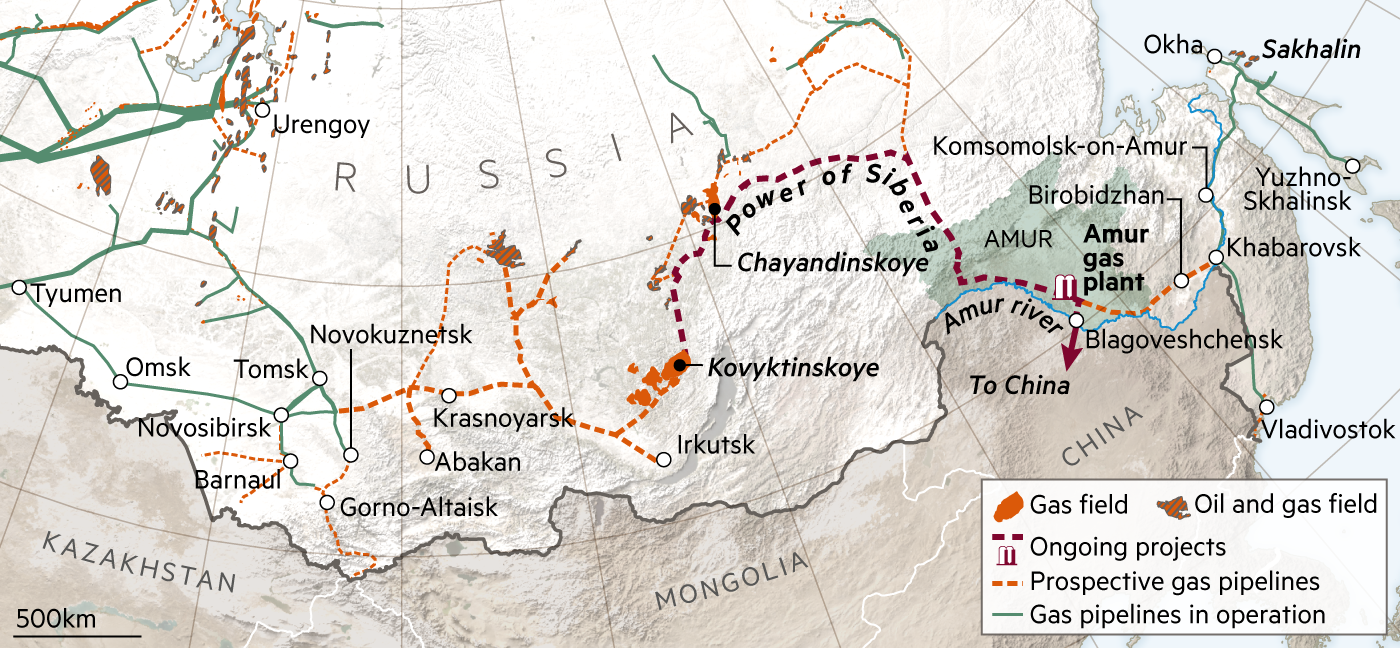 Okha
Sakhalin
Urengoy
RUSSIA
Komsomolsk-on-Amur
Power of Siberia
Birobidzhan
Yuzhno-
Skhalinsk
AMUR
Amur
gas
plant
Khabarovsk
Chayandinskoye
Tyumen
Amur river
Novokuznetsk
Blagoveshchensk
Omsk
Tomsk
Kovyktinskoye
To China
Krasnoyarsk
Novosibirsk
CHINA
Vladivostok
Irkutsk
Abakan
Barnaul
Gorno-Altaisk
KAZAKHSTAN
MONGOLIA
500km
Gas field
Oil and gas field
Ongoing projects
Prospective gas pipelines
Gas pipelines in operation